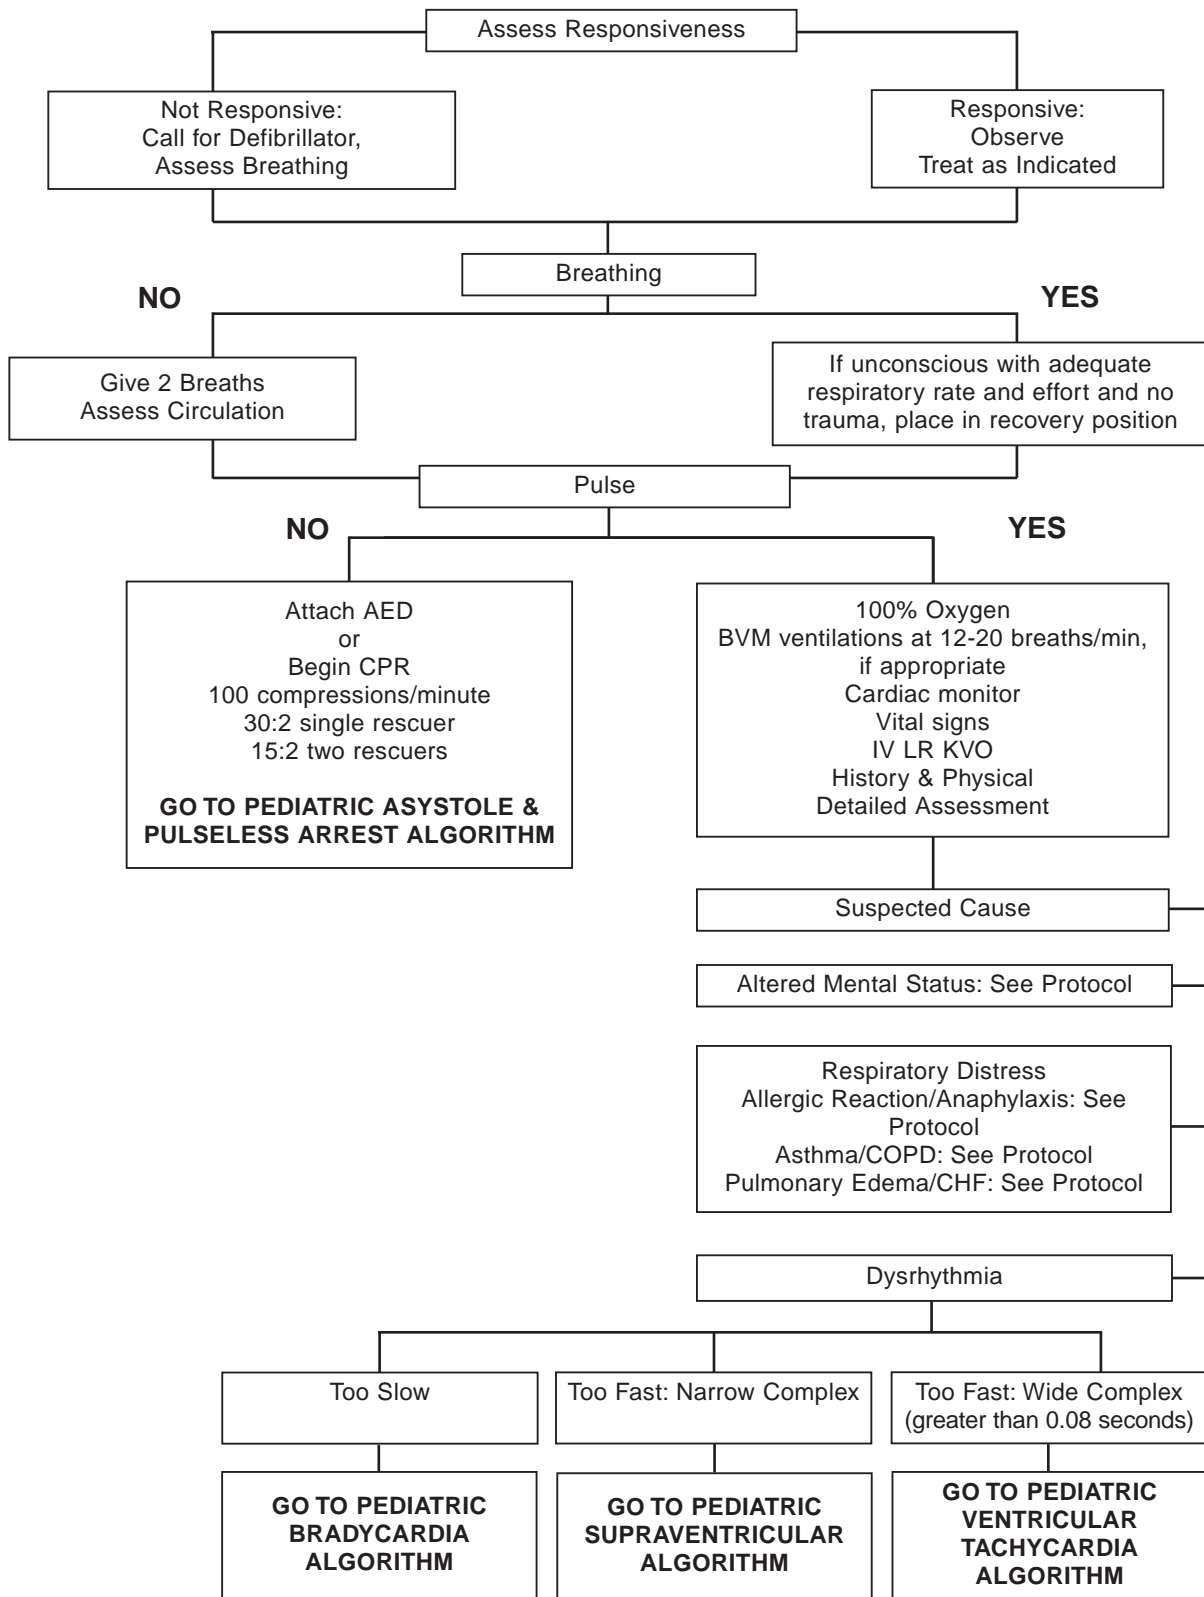 Assess Responsiveness
Not Responsive:
Call for Defibrillator,
Assess Breathing
Responsive:
Observe
Treat as Indicated
Breathing
NO
YES
Give 2 Breaths
Assess Circulation
If unconscious with adequate
respiratory rate and effort and no
trauma, place in recovery position
Pulse
NO
YES
Attach AED
or
Begin CPR
100 compressions/minute
30:2 single rescuer
15:2 two rescuers
GO TO PEDIATRIC ASYSTOLE &
PULSELESS ARREST ALGORITHM
100% Oxygen
BVM ventilations at 12-20 breaths/min,
if appropriate
Cardiac monitor
Vital signs
IV LR KVO
History & Physical
Detailed Assessment
Suspected Cause
Altered Mental Status: See Protocol
Respiratory Distress
Allergic Reaction/Anaphylaxis: See
Protocol
Asthma/COPD: See Protocol
Pulmonary Edema/CHF: See Protocol
Dysrhythmia
Too Slow
Too Fast: Narrow Complex
Too Fast: Wide Complex
(greater than 0.08 seconds)
GO TO PEDIATRIC
BRADYCARDIA
ALGORITHM
GO TO PEDIATRIC
SUPRAVENTRICULAR
ALGORITHM
GO TO PEDIATRIC
VENTRICULAR
TACHYCARDIA
ALGORITHM